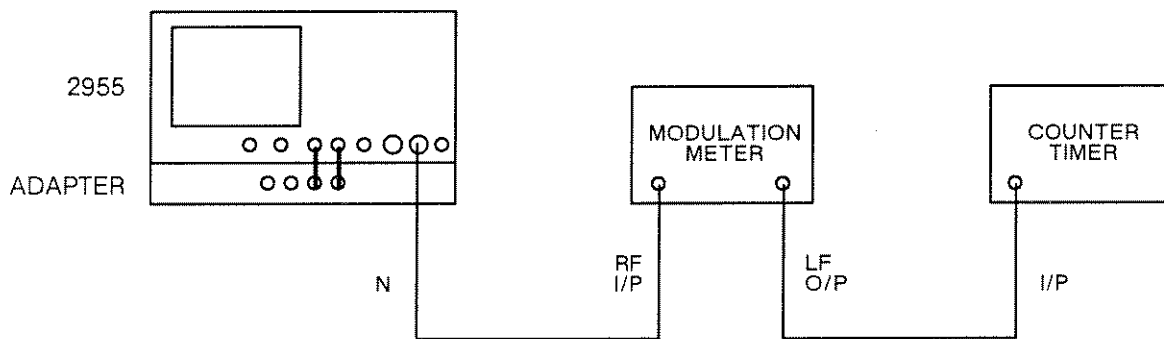 2955
ADAPTER
MODULATION
METER
COUNTER
TIMER
N
RF
I/P
LF
O/P
I/P